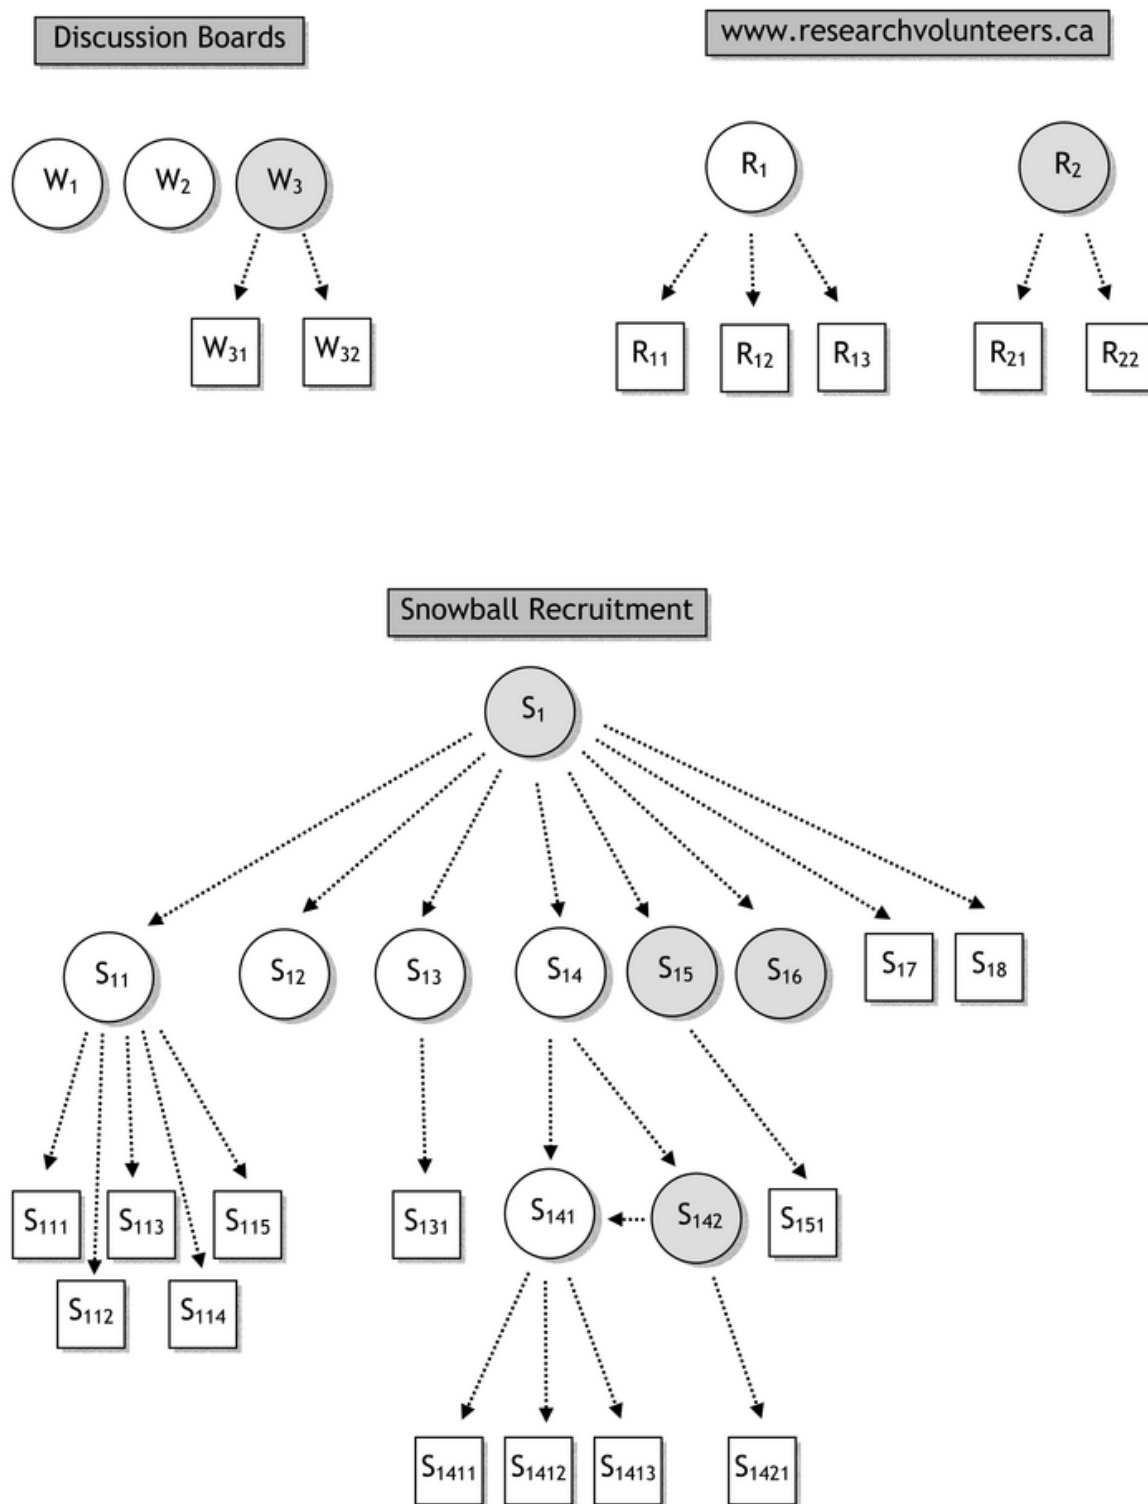 Discussion Boards
www.researchvolunteers.ca
W₁ W₂ W₃
R₁ R₂
W₃₁ W₃₂
R₁₁ R₁₂ R₁₃ R₂₁ R₂₂
Snowball Recruitment
S₁
S₁₁ S₁₂ S₁₃ S₁₄ S₁₅ S₁₆ S₁₇ S₁₈
S₁₁₁ S₁₁₃ S₁₁₅ S₁₃₁ S₁₄₁ S₁₄₂ S₁₅₁
S₁₁₂ S₁₁₄
S₁₄₁₁ S₁₄₁₂ S₁₄₁₃ S₁₄₂₁